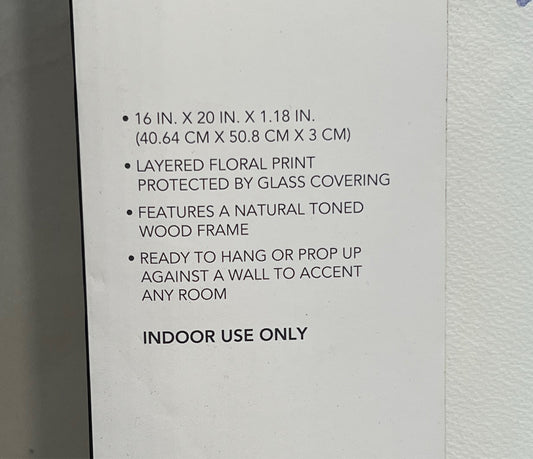 • 16 IN. X 20 IN. X 1.18 IN.
(40.64 CM X 50.8 CM X 3 CM)
• LAYERED FLORAL PRINT
PROTECTED BY GLASS COVERING
• FEATURES A NATURAL TONED
WOOD FRAME
• READY TO HANG OR PROP UP
AGAINST A WALL TO ACCENT
ANY ROOM
INDOOR USE ONLY